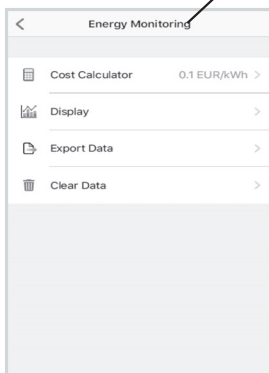 Energy Monitoring
Cost Calculator 0.1 EUR/kWh
Display
Export Data
Clear Data